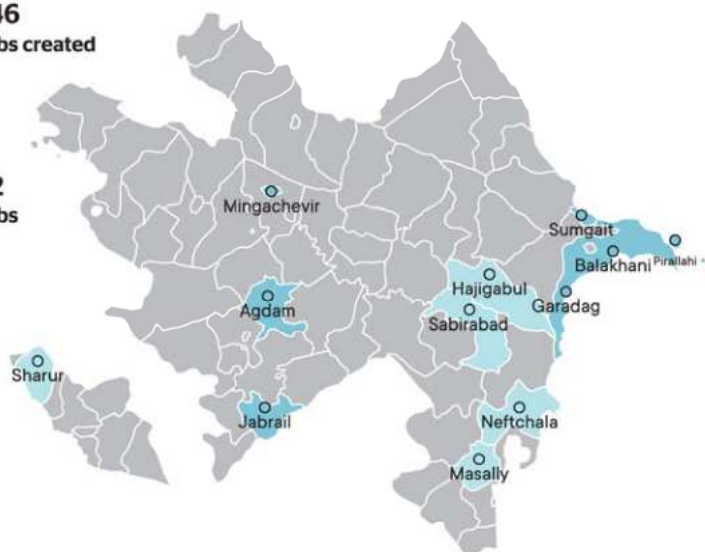 46
bs created
2
bs
Mingachevir
Sumgait
Balakhani
Pirallahi
Hajigabul
Garadag
Agdam
Sabirabad
Sharur
Jabrail
Neftchala
Masally